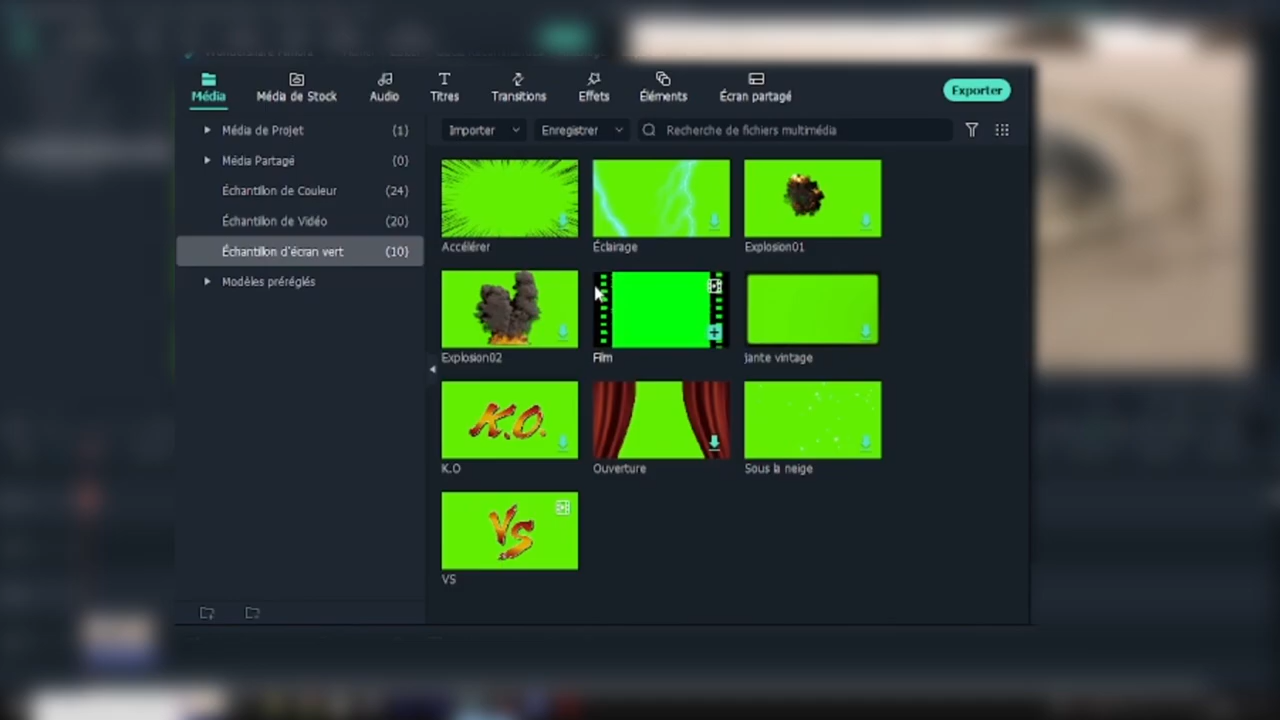 Média Média de Stock Audio Titres Transitions Effets Éléments Écran partagé Exporter
Média de Projet (1)
Média Partagé (0)
Échantillon de Couleur (24)
Échantillon de Vidéo (20)
Échantillon d'écran vert (10)
Modèles préréglés
Importer Enregistrer Recherche de fichiers multimédia
Accélérer Éclairage Explosion01
Explosion02 Film jante vintage
K.O.
K.O Ouverture Sous la neige
VS
VS